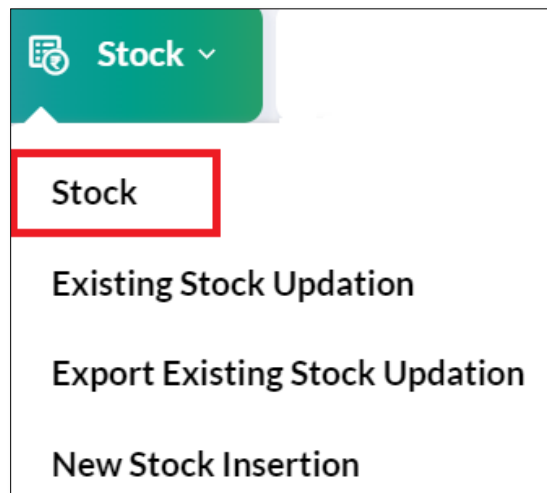 Stock
Stock
Existing Stock Updation
Export Existing Stock Updation
New Stock Insertion